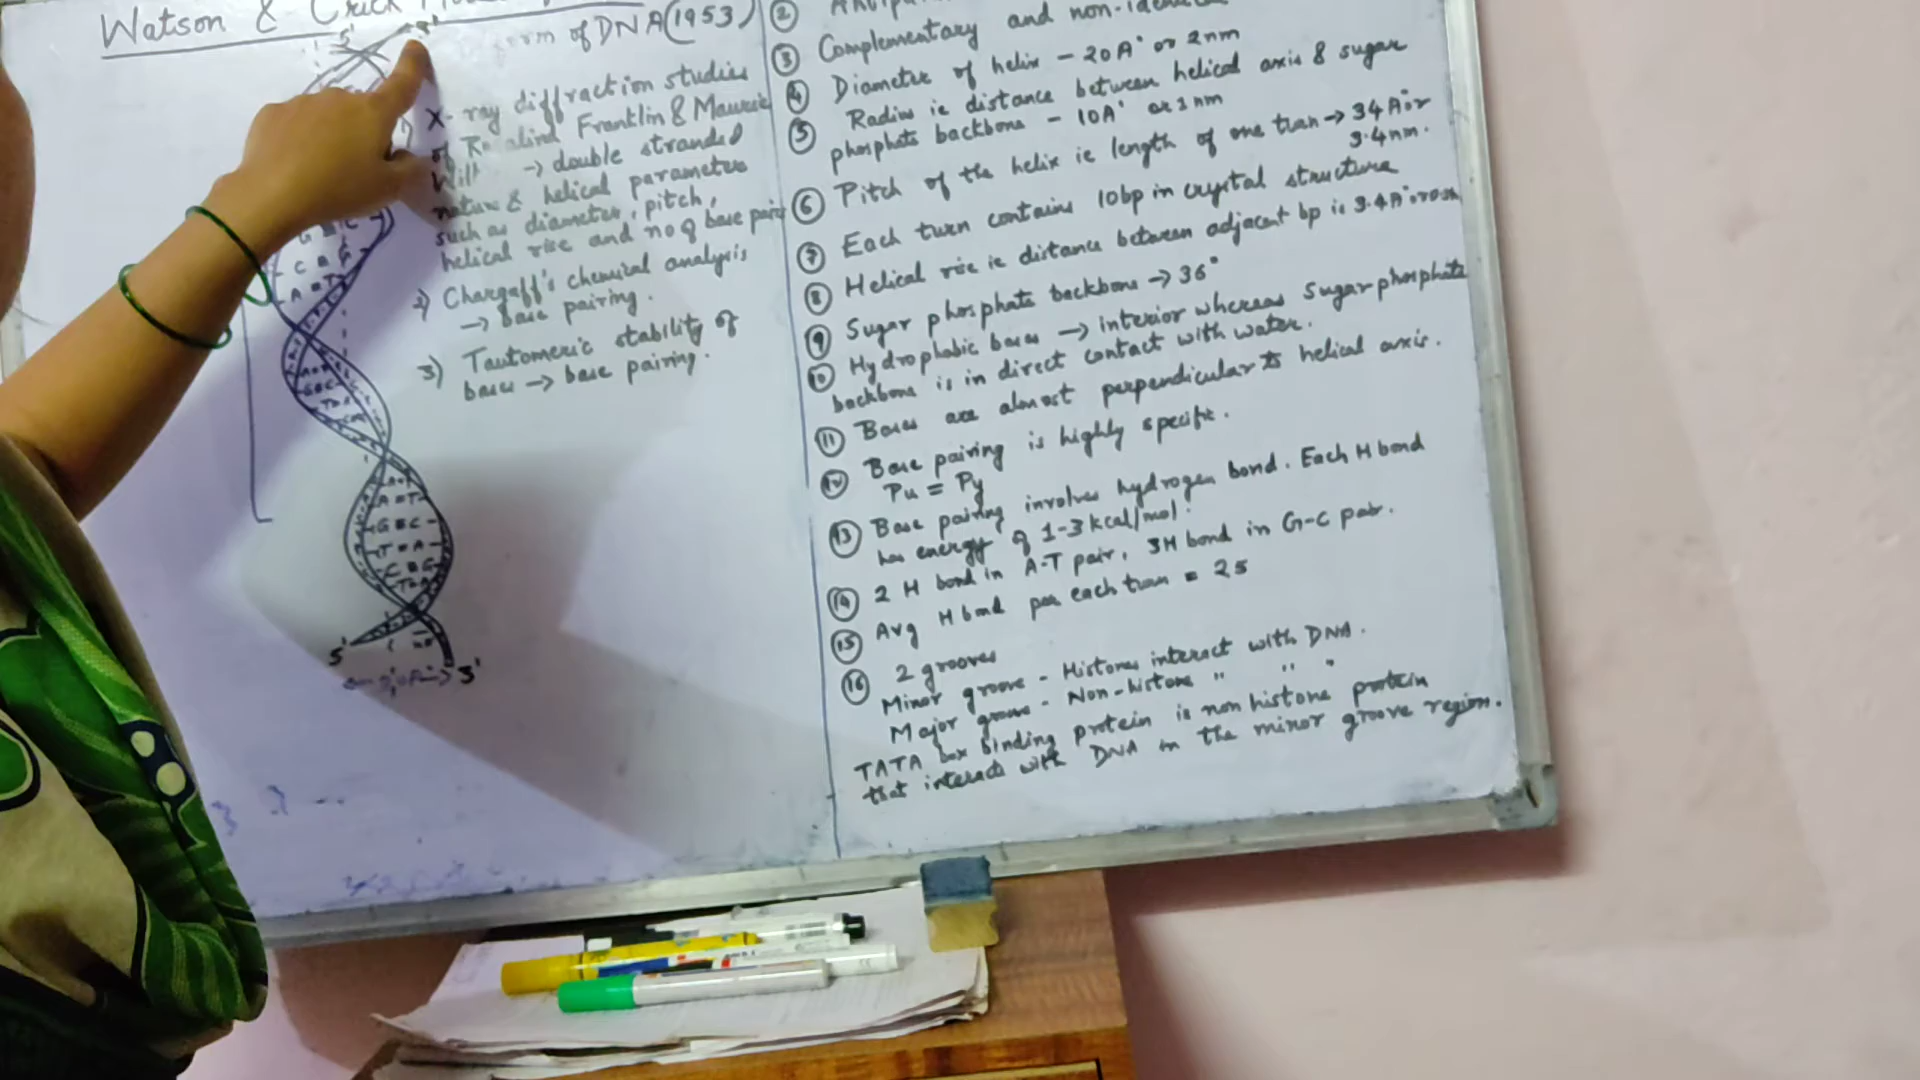 Watson & Crick
of DNA (1953)
X-ray diffraction studies
of Rosalind Franklin & Maurice
→ double stranded
nature & helical parameters
such as diameter, pitch,
helical rise and no of base pairs
2) Chargaff's chemical analysis
→ base pairing.
3) Tautomeric stability of
bases → base pairing.
5'
3'
G ≡ C
C ≡ G
A = T
A = T
G ≡ C
T = A
C ≡ G
T = A
5'
3'
②
③ Complementary and non-
④ Diameter of helix - 20A° or 2nm
⑤ Radius ie distance between helical axis & sugar
phosphate backbone - 10A° or 1nm
⑥ Pitch of the helix ie length of one turn → 34A° or
3.4nm.
⑦ Each turn contains 10bp in crystal structure
⑧ Helical rise ie distance between adjacent bp is 3.4A° or
⑨ Sugar phosphate backbone → 36°
⑩ Hydrophobic bases → interior whereas Sugar phosphate
backbone is in direct contact with water.
⑪ Bases are almost perpendicular to helical axis.
⑫ Base pairing is highly specific.
Pu = Py
⑬ Base pairing involves hydrogen bond. Each H bond
has energy of 1-3 kcal/mol.
⑭ 2 H bond in A-T pair, 3H bond in G-C pair.
⑮ Avg H bond per each turn = 25
⑯ 2 grooves
Minor groove - Histones interact with DNA.
Major groove - Non-histone " " "
TATA box binding protein is non histone protein
that interacts with DNA in the minor groove region.